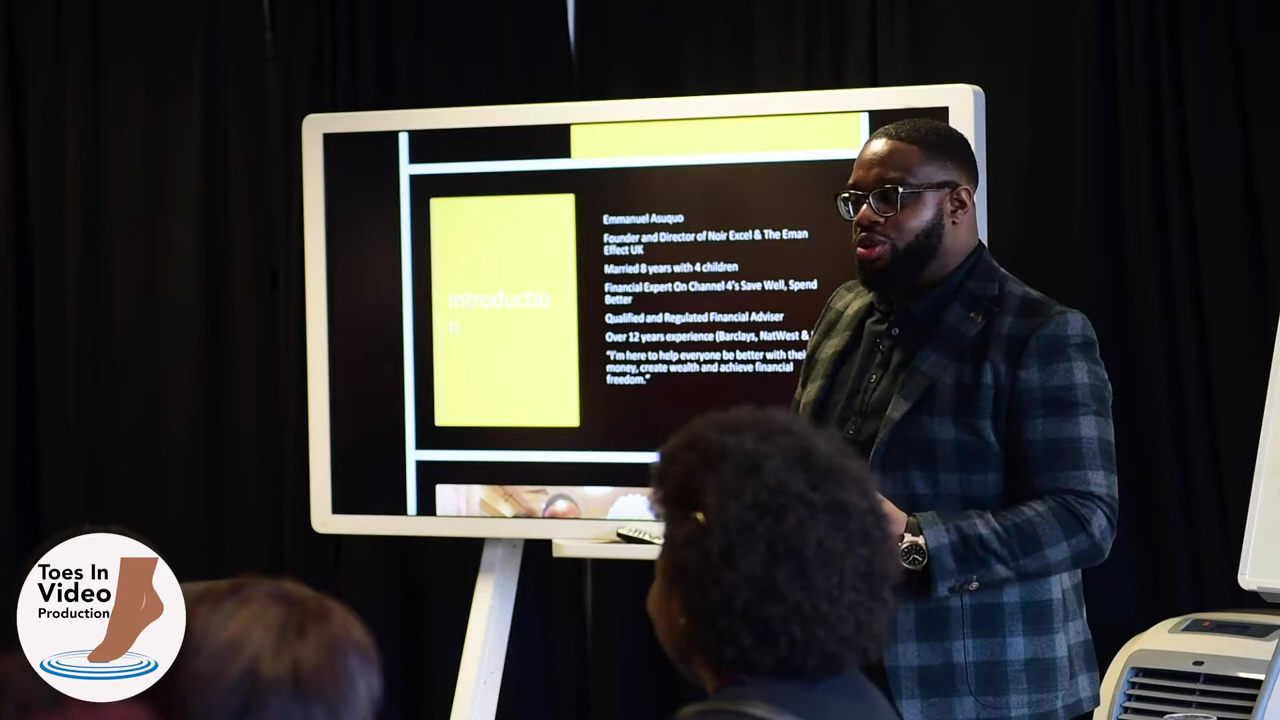 Introductio
n
Emmanuel Asuquo
Founder and Director of Noir Excel & The Eman
Effect UK
Married 8 years with 4 children
Financial Expert On Channel 4's Save Well, Spend
Better
Qualified and Regulated Financial Adviser
Over 12 years experience (Barclays, NatWest &
"I'm here to help everyone be better with their
money, create wealth and achieve financial
freedom."
Toes In
Video
Production